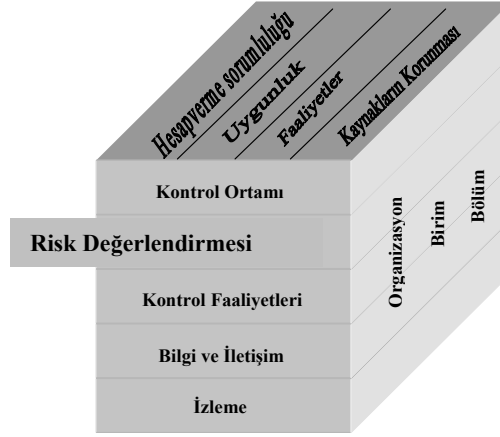 Hesapverme sorumluluğu
Uygunluk
Faaliyetler
Kaynakların Korunması
Kontrol Ortamı
Risk Değerlendirmesi
Kontrol Faaliyetleri
Bilgi ve İletişim
İzleme
Organizasyon
Birim
Bölüm